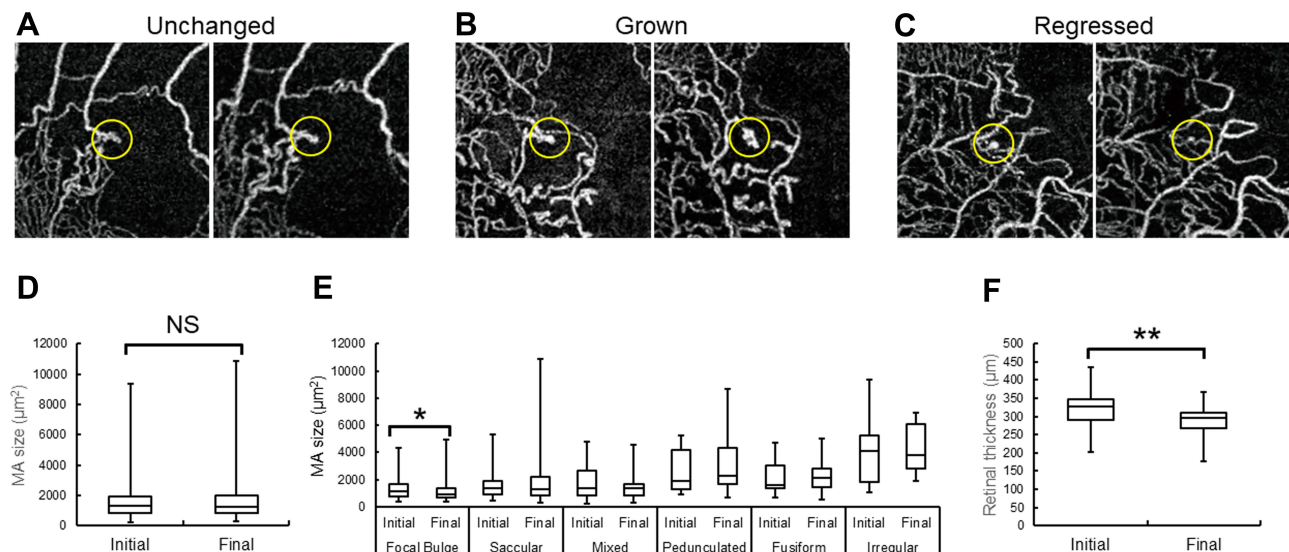 A Unchanged
B Grown
C Regressed
D
NS
12000
10000
8000
6000
4000
2000
0
MA size (µm²)
Initial Final
E
12000
10000
8000
6000
4000
2000
0
MA size (µm²)
*
Initial Final Initial Final Initial Final Initial Final Initial Final Initial Final
Focal Bulge Saccular Mixed Pedunculated Fusiform Irregular
F
**
500
450
400
350
300
250
200
150
100
50
0
Retinal thickness (µm)
Initial Final